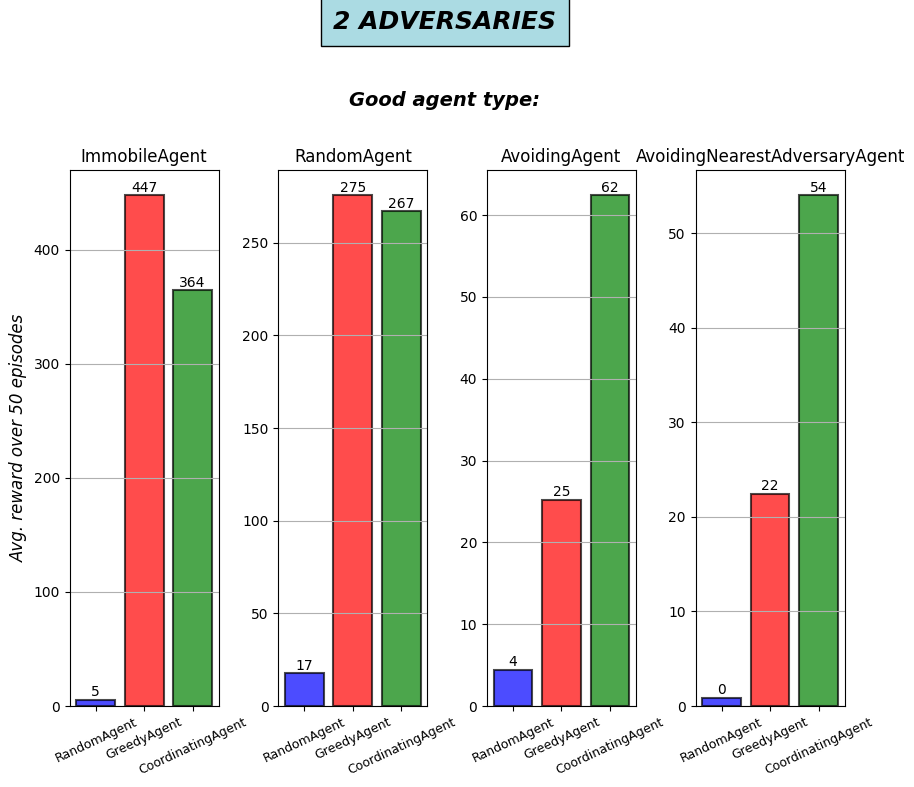 2 ADVERSARIES
Good agent type:
ImmobileAgent
RandomAgent
AvoidingAgent
AvoidingNearestAdversaryAgent
Avg. reward over 50 episodes
400
300
200
100
0
447
364
5
RandomAgent
GreedyAgent
CoordinatingAgent
250
200
150
100
50
0
275
267
17
RandomAgent
GreedyAgent
CoordinatingAgent
60
50
40
30
20
10
0
62
25
4
RandomAgent
GreedyAgent
CoordinatingAgent
50
40
30
20
10
0
54
22
0
RandomAgent
GreedyAgent
CoordinatingAgent